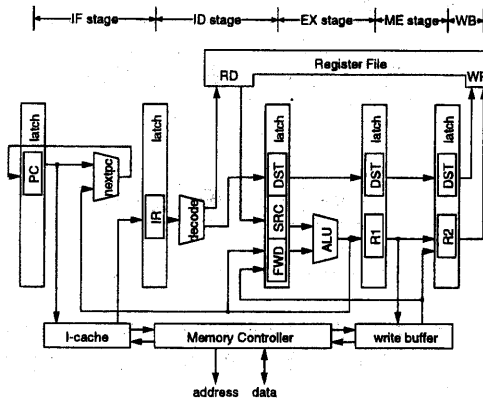 IF stage
ID stage
EX stage
ME stage
WB
Register File
RD
WR
latch
latch
latch
latch
latch
PC
nextpc
IR
decode
DST
SRC
FWD
ALU
DST
R1
DST
R2
I-cache
Memory Controller
write buffer
address
data